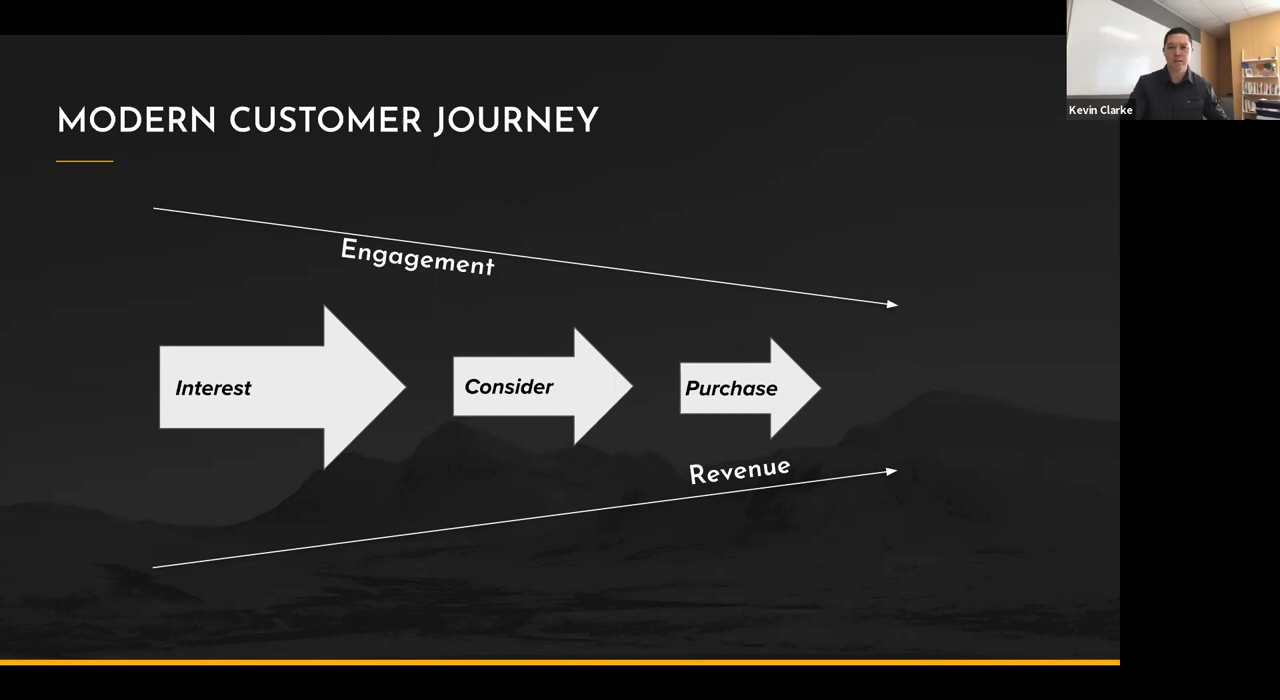 Kevin Clarke
MODERN CUSTOMER JOURNEY
Engagement
Interest
Consider
Purchase
Revenue